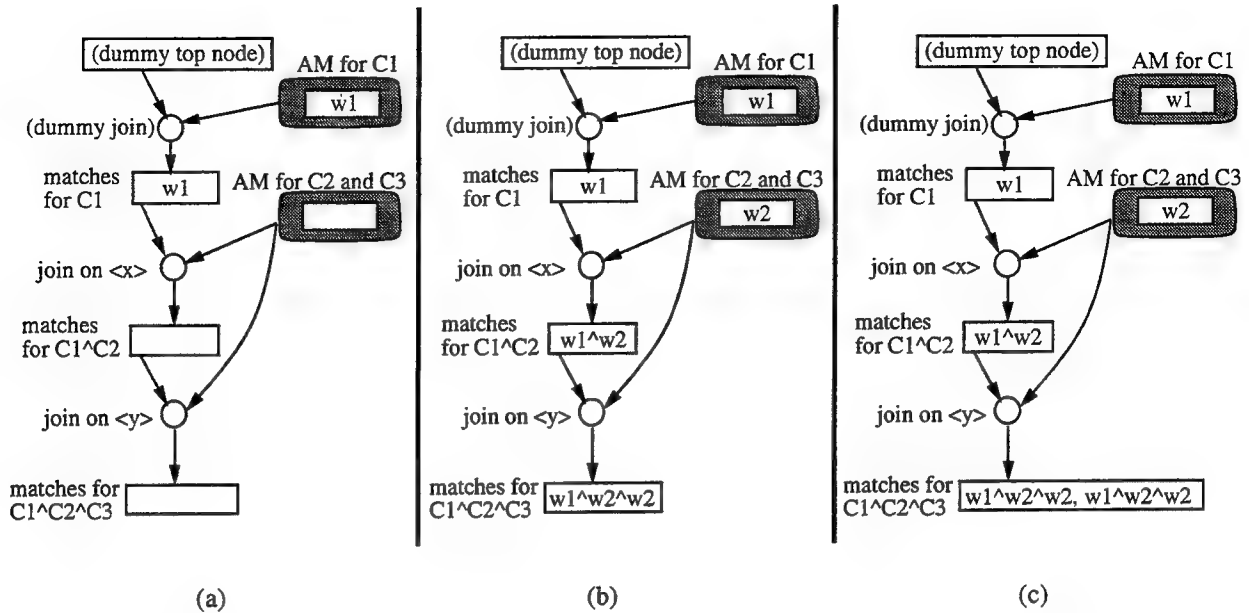 (dummy top node)
AM for C1
w1
(dummy join)
matches
for C1
w1
AM for C2 and C3
join on <x>
matches
for C1^C2
join on <y>
matches for
C1^C2^C3
(a)
(dummy top node)
AM for C1
w1
(dummy join)
matches
for C1
w1
AM for C2 and C3
w2
join on <x>
matches
for C1^C2
w1^w2
join on <y>
matches for
C1^C2^C3
w1^w2^w2
(b)
(dummy top node)
AM for C1
w1
(dummy join)
matches
for C1
w1
AM for C2 and C3
w2
join on <x>
matches
for C1^C2
w1^w2
join on <y>
matches for
C1^C2^C3
w1^w2^w2, w1^w2^w2
(c)